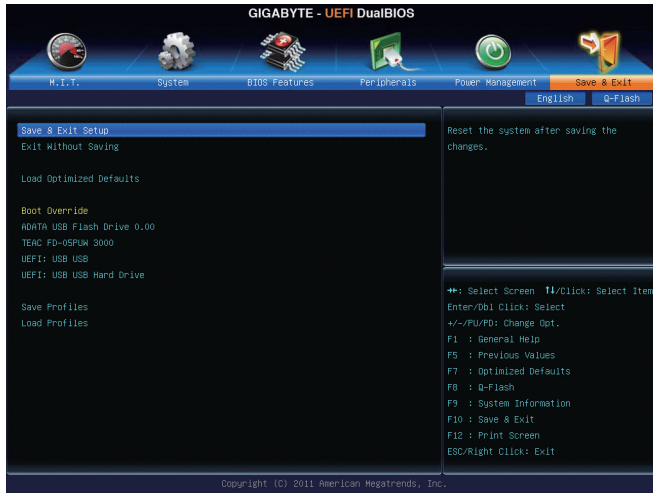 GIGABYTE - UEFI DualBIOS
M.I.T. System BIOS Features Peripherals Power Management Save & Exit
English Q-Flash
Save & Exit Setup
Exit Without Saving
Load Optimized Defaults
Boot Override
ADATA USB Flash Drive 0.00
TEAC FD-05PUW 3000
UEFI: USB USB
UEFI: USB USB Hard Drive
Save Profiles
Load Profiles
Reset the system after saving the
changes.
→←: Select Screen ↑↓/Click: Select Item
Enter/Dbl Click: Select
+/-/PU/PD: Change Opt.
F1 : General Help
F5 : Previous Values
F7 : Optimized Defaults
F8 : Q-Flash
F9 : System Information
F10 : Save & Exit
F12 : Print Screen
ESC/Right Click: Exit
Copyright (C) 2011 American Megatrends, Inc.